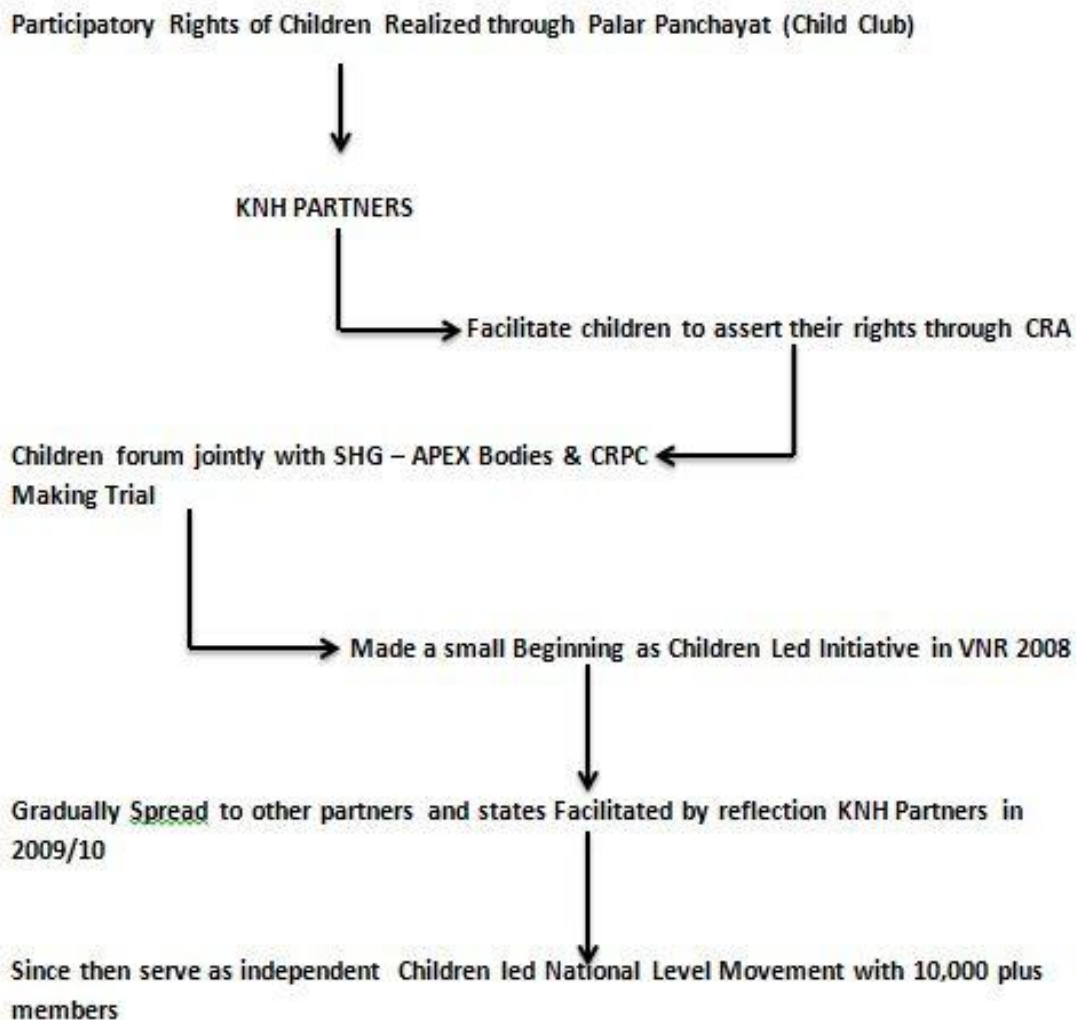 Participatory Rights of Children Realized through Palar Panchayat (Child Club)
KNH PARTNERS
Facilitate children to assert their rights through CRA
Children forum jointly with SHG – APEX Bodies & CRPC
Making Trial
Made a small Beginning as Children Led Initiative in VNR 2008
Gradually Spread to other partners and states Facilitated by reflection KNH Partners in
2009/10
Since then serve as independent Children led National Level Movement with 10,000 plus
members